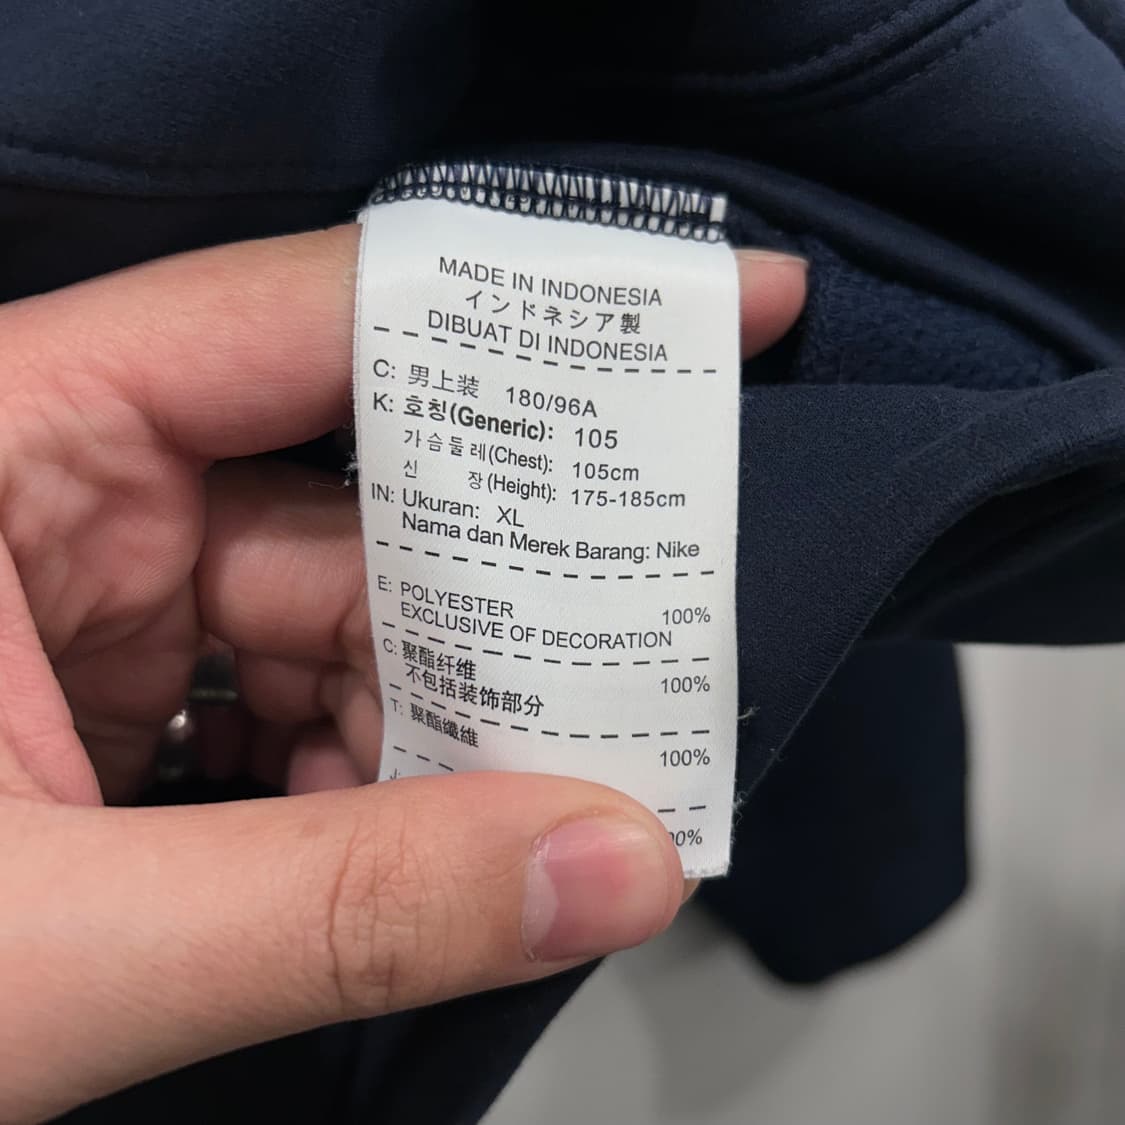 MADE IN INDONESIA
インドネシア製
DIBUAT DI INDONESIA
C: 男上装 180/96A
K: 호칭(Generic): 105
가슴둘레(Chest): 105cm
신 장(Height): 175-185cm
IN: Ukuran: XL
Nama dan Merek Barang: Nike
E: POLYESTER 100%
EXCLUSIVE OF DECORATION
C: 聚酯纤维 100%
不包括装饰部分
T: 聚酯纖維 100%